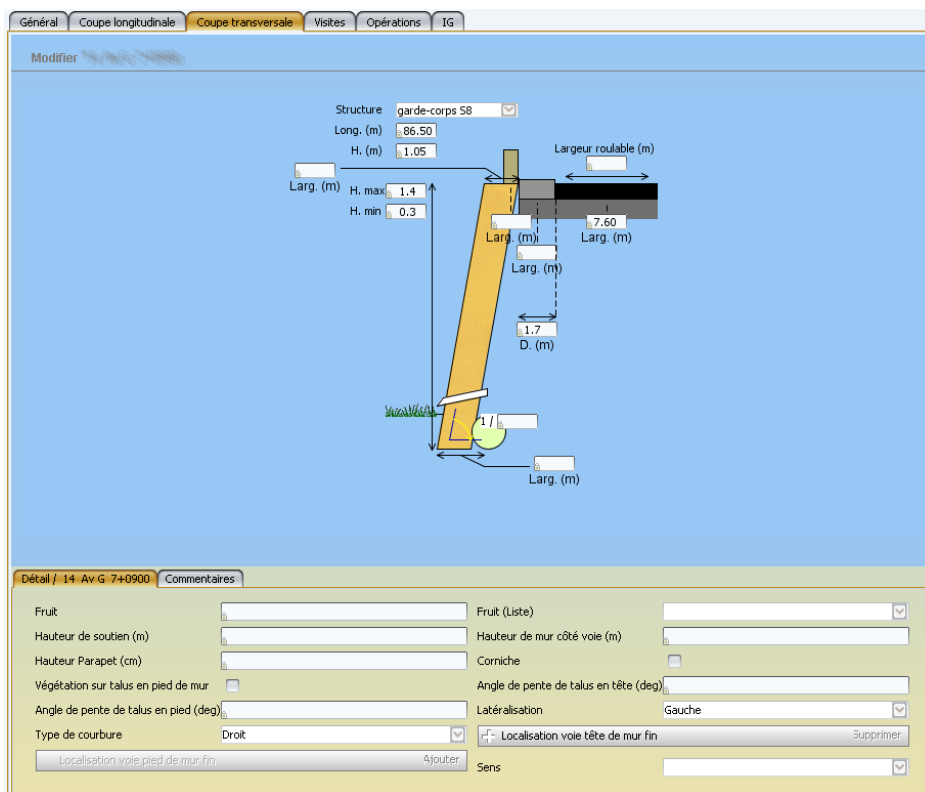 Général Coupe longitudinale Coupe transversale Visites Opérations IG
Modifier
Structure garde-corps S8
Long. (m) 86.50
H. (m) 1.05
Largeur roulable (m)
Larg. (m)
H. max 1.4
H. min 0.3
7.60
Larg. (m) Larg. (m)
Larg. (m)
1.7
D. (m)
1 /
Larg. (m)
Détail / 14 Av G 7+0900 Commentaires
Fruit Fruit (Liste)
Hauteur de soutien (m) Hauteur de mur côté voie (m)
Hauteur Parapet (cm) Corniche
Végétation sur talus en pied de mur Angle de pente de talus en tête (deg)
Angle de pente de talus en pied (deg) Latéralisation Gauche
Type de courbure Droit Localisation voie tête de mur fin Supprimer
Localisation voie pied de mur fin Ajouter
Sens